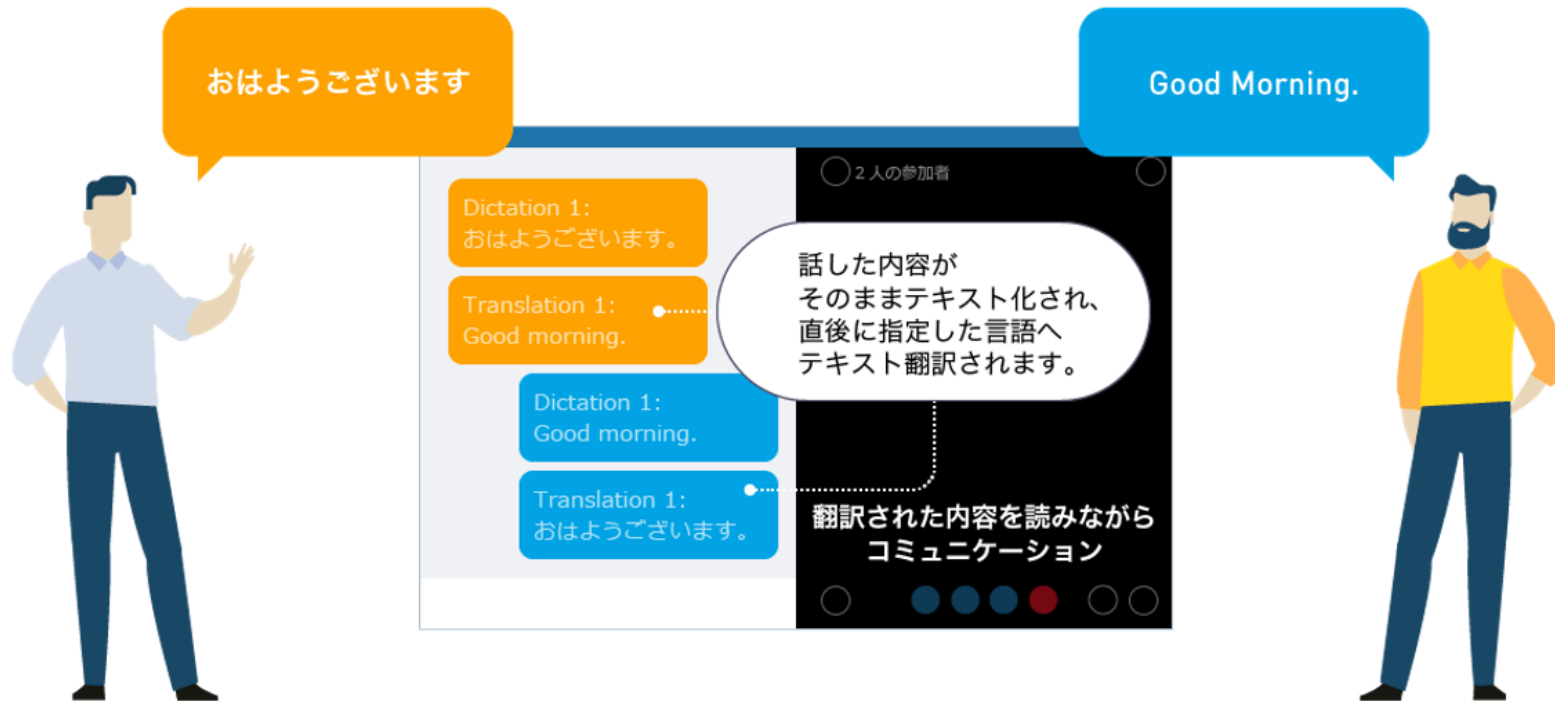 おはようございます
Good Morning.
Dictation 1:
おはようございます。
Translation 1:
Good morning.
Dictation 1:
Good morning.
Translation 1:
おはようございます。
2 人の参加者
話した内容が
そのままテキスト化され、
直後に指定した言語へ
テキスト翻訳されます。
翻訳された内容を読みながら
コミュニケーション